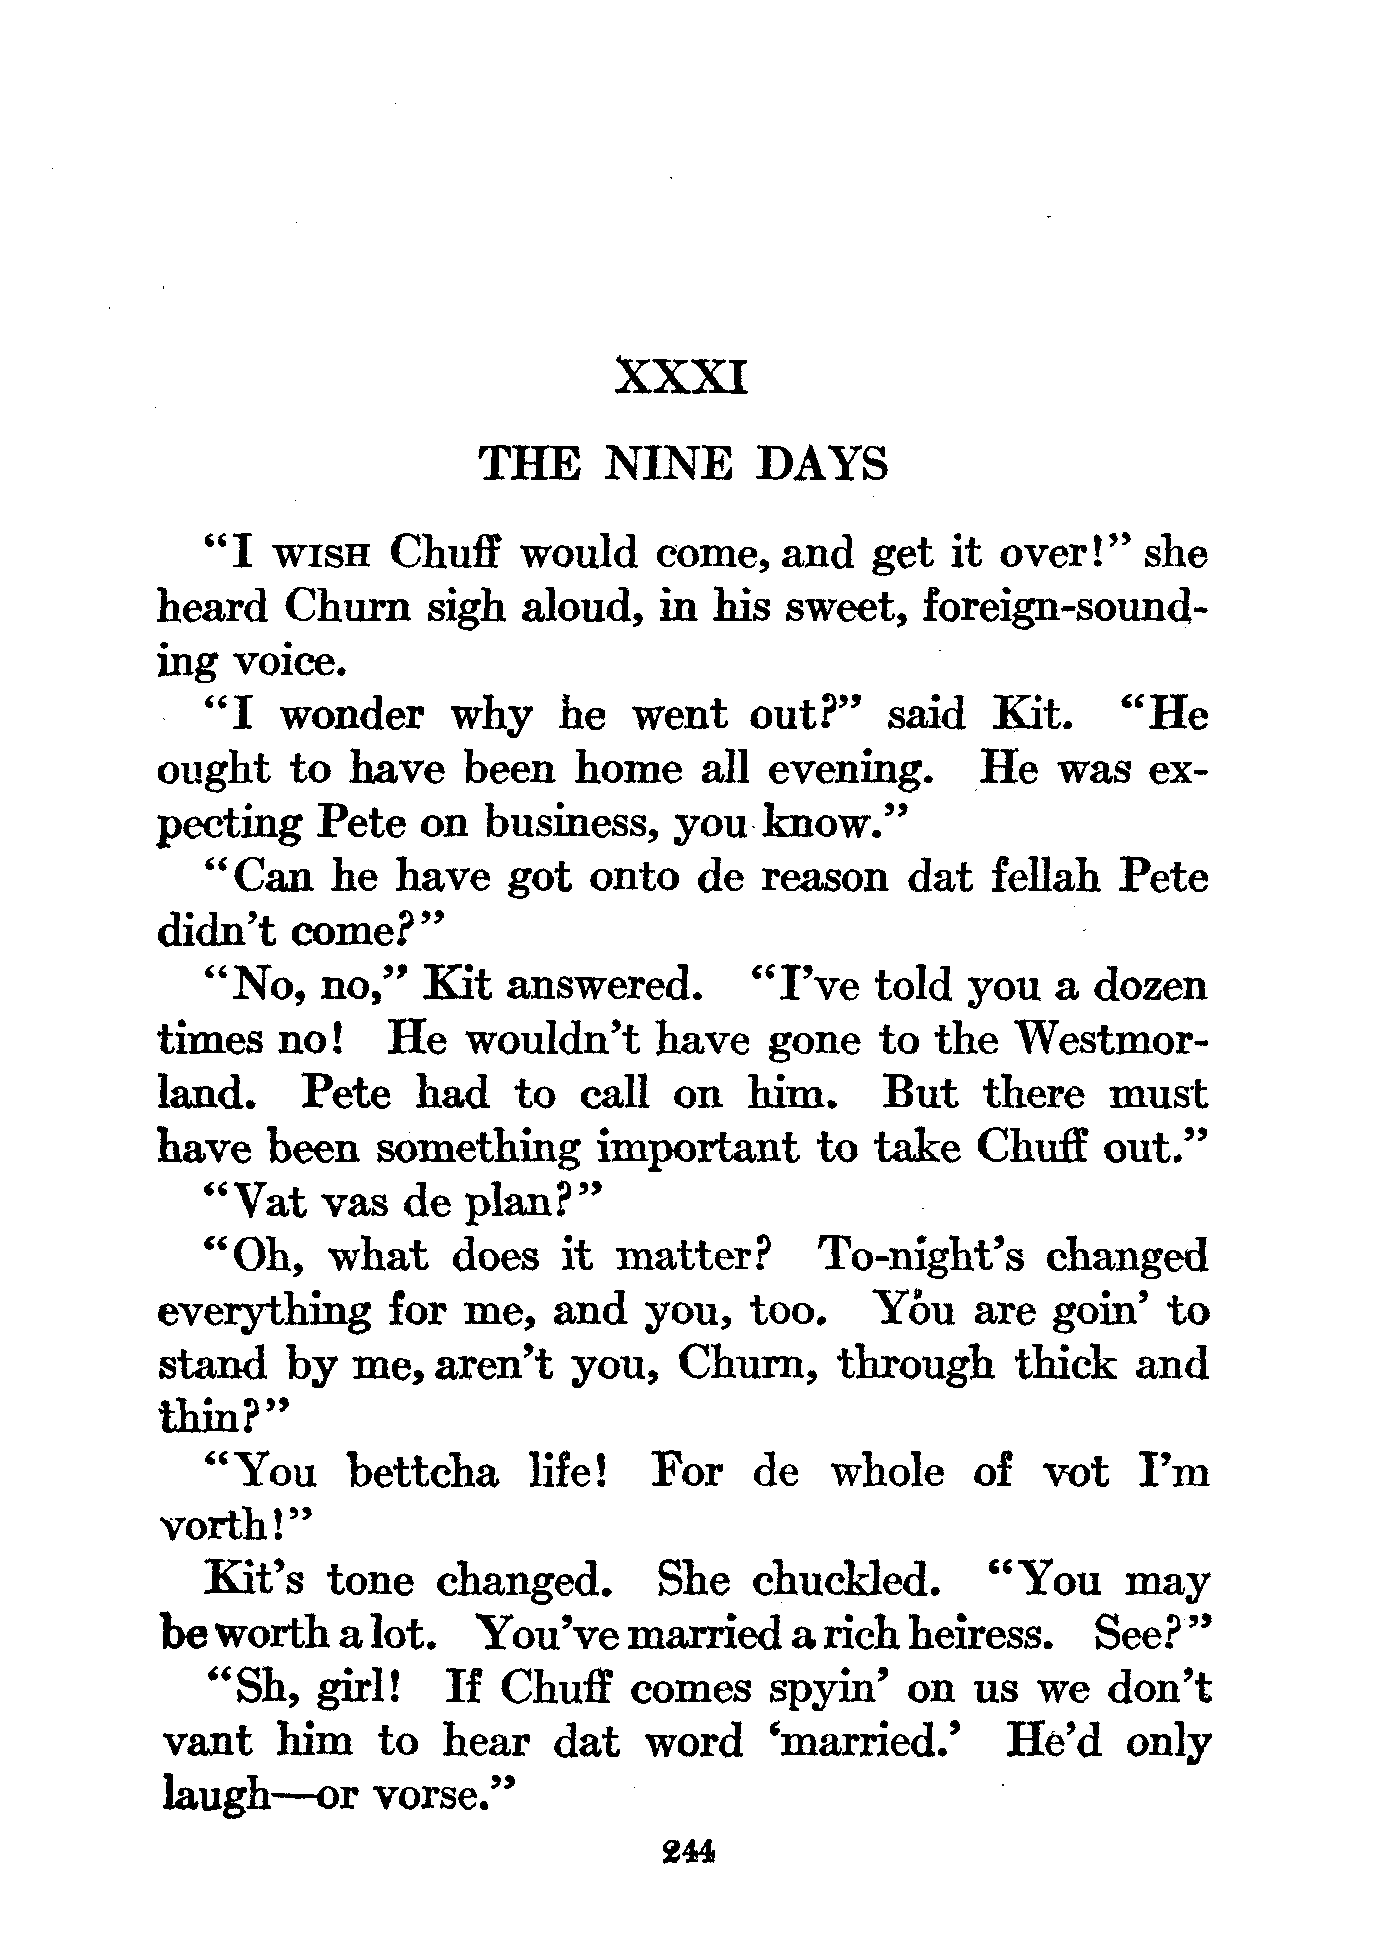 XXXI
THE NINE DAYS
"I WISH Chuff would come, and get it over!" she
heard Churn sigh aloud, in his sweet, foreign-sound-
ing voice.
"I wonder why he went out?" said Kit. "He
ought to have been home all evening. He was ex-
pecting Pete on business, you know."
"Can he have got onto de reason dat fellah Pete
didn't come?"
"No, no," Kit answered. "I've told you a dozen
times no! He wouldn't have gone to the Westmor-
land. Pete had to call on him. But there must
have been something important to take Chuff out."
"Vat vas de plan?"
"Oh, what does it matter? To-night's changed
everything for me, and you, too. You are goin' to
stand by me, aren't you, Churn, through thick and
thin?"
"You bettcha life! For de whole of vot I'm
vorth!"
Kit's tone changed. She chuckled. "You may
be worth a lot. You've married a rich heiress. See?"
"Sh, girl! If Chuff comes spyin' on us we don't
vant him to hear dat word 'married.' He'd only
laugh—or vorse."
244